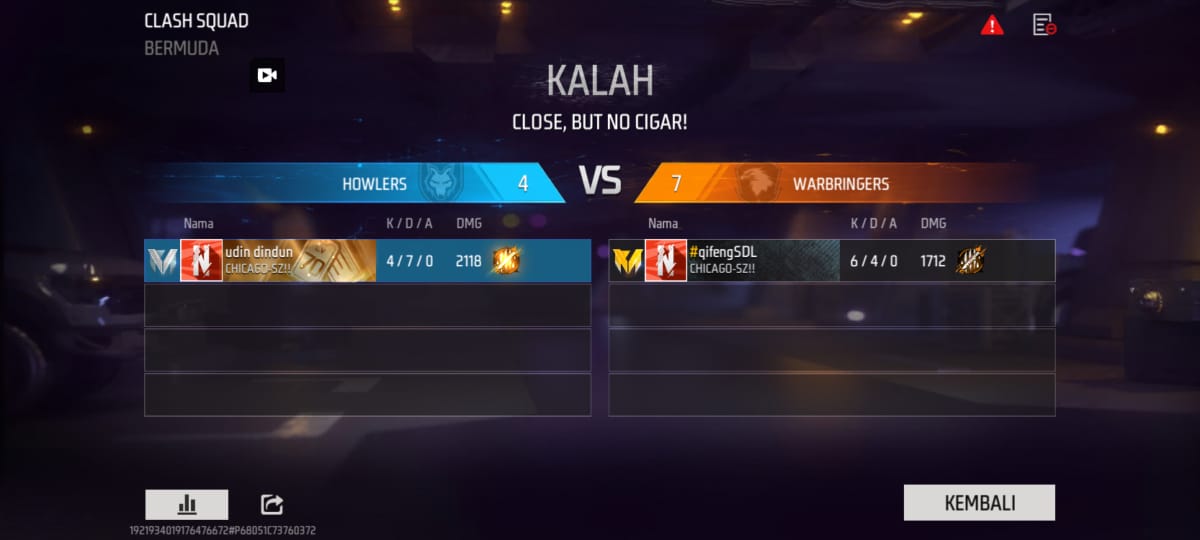 CLASH SQUAD
BERMUDA
KALAH
CLOSE, BUT NO CIGAR!
HOWLERS 4 VS 7 WARBRINGERS
Nama K / D / A DMG Nama K / D / A DMG
udin dindun 4 / 7 / 0 2118 #qifengSDL 6 / 4 / 0 1712
CHICAGO-SZ!! CHICAGO-SZ!!
KEMBALI
1921934019176476672#P68051C73760372